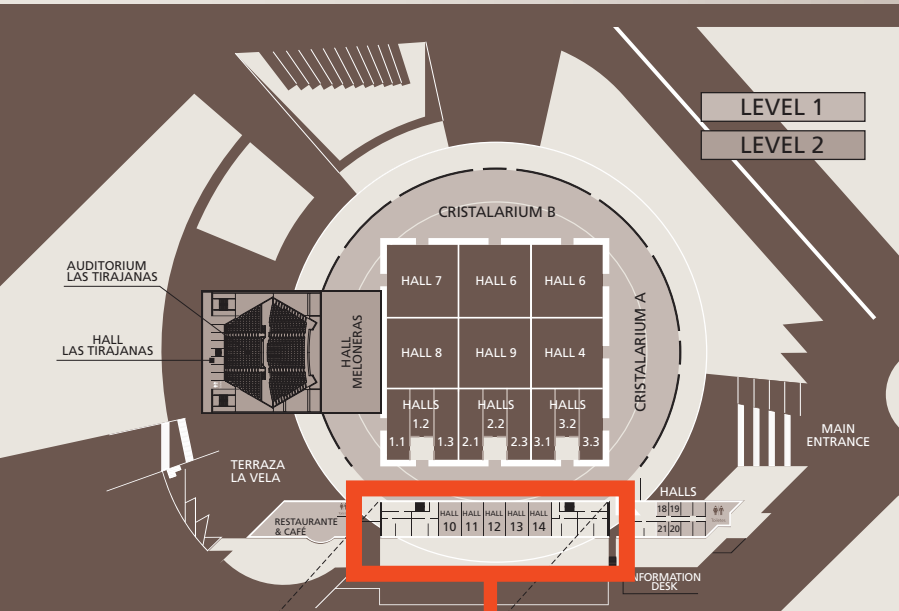 LEVEL 1
LEVEL 2
CRISTALARIUM B
AUDITORIUM
LAS TIRAJANAS
HALL
LAS TIRAJANAS
HALL
MELONERAS
HALL 7
HALL 6
HALL 6
CRISTALARIUM A
HALL 8
HALL 9
HALL 4
HALLS
1.2
1.1
1.3
HALLS
2.2
2.1
2.3
HALLS
3.2
3.1
3.3
MAIN
ENTRANCE
TERRAZA
LA VELA
RESTAURANTE
& CAFÉ
HALL
10
HALL
11
HALL
12
HALL
13
HALL
14
HALLS
18 19
21 20
NFORMATION
DESK